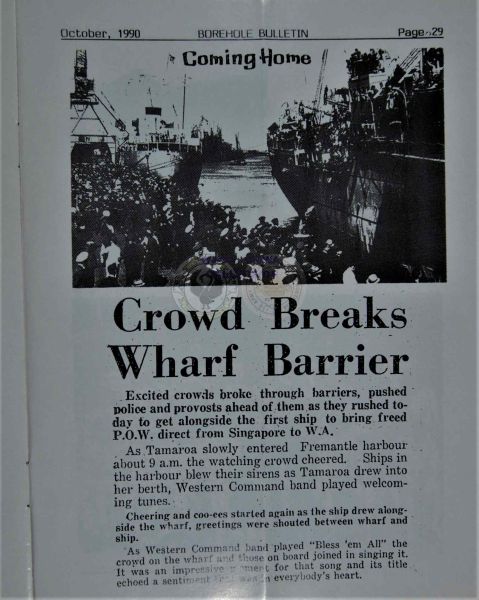 October, 1990 BOREHOLE BULLETIN Page 29
Coming Home
Crowd Breaks
Wharf Barrier
Excited crowds broke through barriers, pushed
police and provosts ahead of them as they rushed to-
day to get alongside the first ship to bring freed
P.O.W. direct from Singapore to W.A.
As Tamaroa slowly entered Fremantle harbour
about 9 a.m. the watching crowd cheered. Ships in
the harbour blew their sirens as Tamaroa drew into
her berth, Western Command band played welcom-
ing tunes.
Cheering and coo-ees started again as the ship drew along-
side the wharf, greetings were shouted between wharf and
ship.
As Western Command band played "Bless 'em All" the
crowd on the wharf and those on board joined in singing it.
It was an impressive moment for that song and its title
echoed a sentiment that was in everybody's heart.